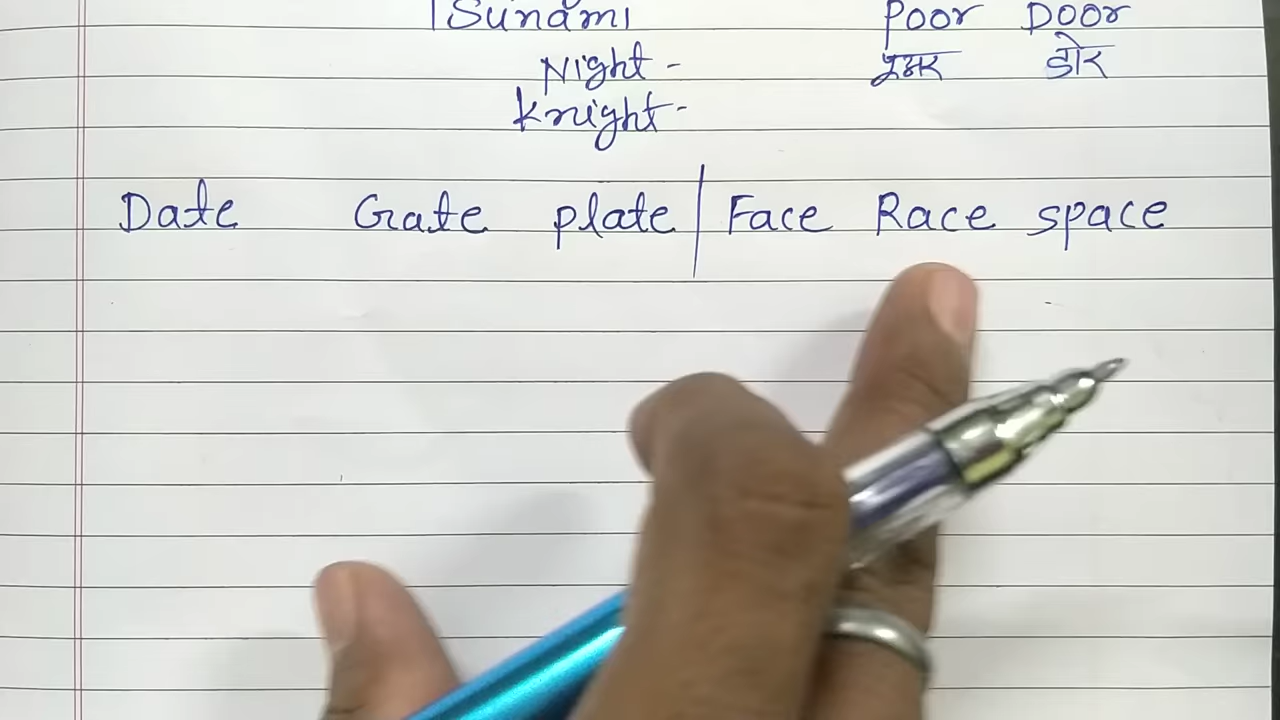 Tsunami Poor Door
Night - पूअर डोर
Knight -
Date Grate plate | Face Race space